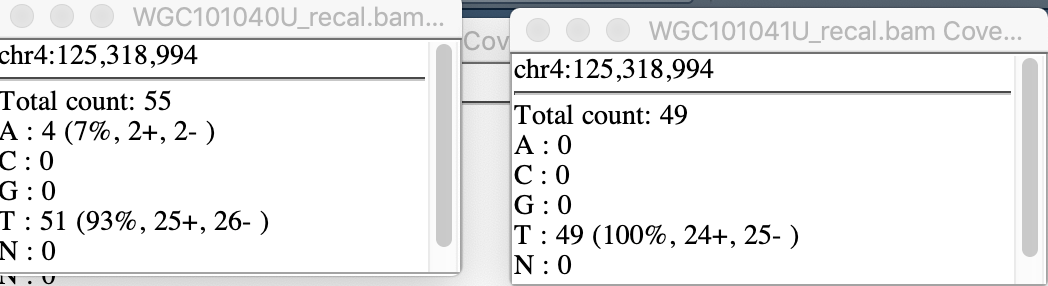 WGC101040U_recal.bam...
chr4:125,318,994
Total count: 55
A : 4 (7%, 2+, 2- )
C : 0
G : 0
T : 51 (93%, 25+, 26- )
N : 0
N : 0
Cov
WGC101041U_recal.bam Cove...
chr4:125,318,994
Total count: 49
A : 0
C : 0
G : 0
T : 49 (100%, 24+, 25- )
N : 0